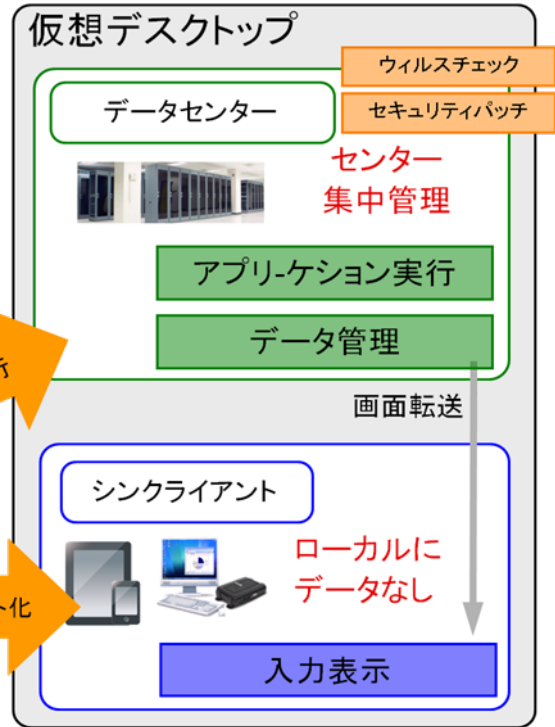 仮想デスクトップ
ウィルスチェック
データセンター
セキュリティパッチ
センター
集中管理
アプリ-ケション実行
データ管理
画面転送
シンクライアント
ローカルに
データなし
ト化
入力表示